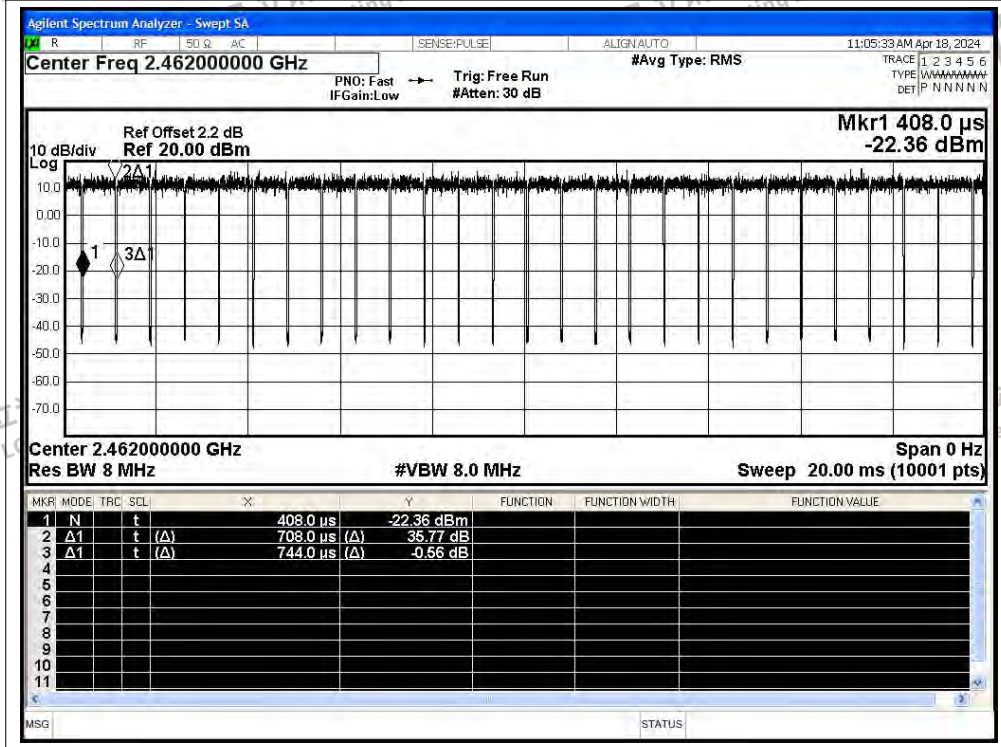 Agilent Spectrum Analyzer - Swept SA
R RF 50 Ω AC SENSE:PULSE ALIGN AUTO 11:05:33 AM Apr 18, 2024
Center Freq 2.462000000 GHz #Avg Type: RMS TRACE 1 2 3 4 5 6
PNO: Fast Trig: Free Run TYPE WWWWWW
IFGain:Low #Atten: 30 dB DET P N N N N N
Mkr1 408.0 µs
Ref Offset 2.2 dB
10 dB/div Ref 20.00 dBm -22.36 dBm
Log
2Δ1
10.0
0.00
-10.0
1 3Δ1
-20.0
-30.0
-40.0
-50.0
-60.0
-70.0
Center 2.462000000 GHz Span 0 Hz
Res BW 8 MHz #VBW 8.0 MHz Sweep 20.00 ms (10001 pts)
MKR MODE TRC SCL X Y FUNCTION FUNCTION WIDTH FUNCTION VALUE
1 N t 408.0 µs -22.36 dBm
2 Δ1 t (Δ) 708.0 µs (Δ) 35.77 dB
3 Δ1 t (Δ) 744.0 µs (Δ) -0.56 dB
4
5
6
7
8
9
10
11
MSG STATUS